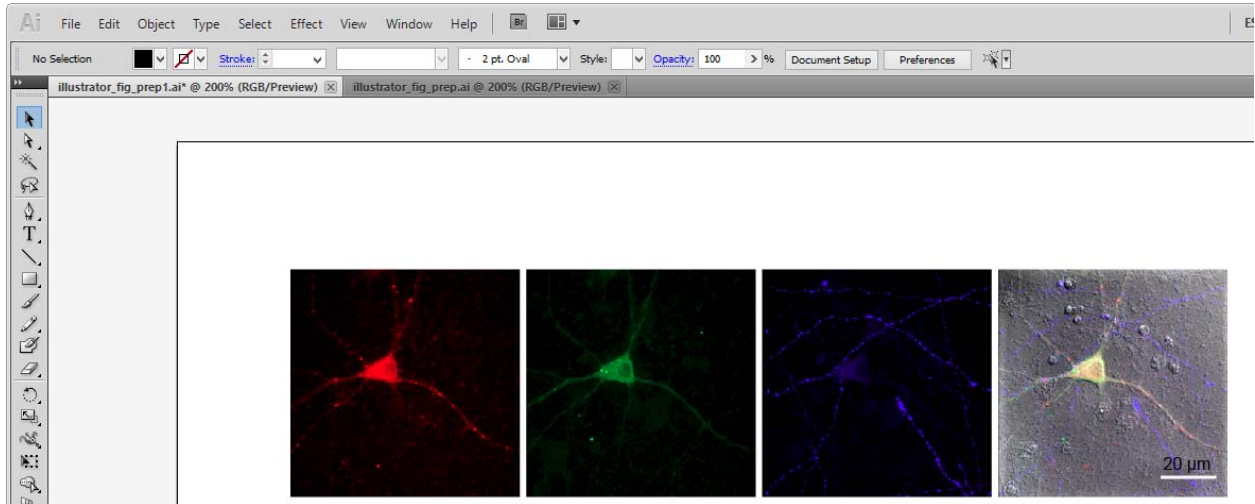 Ai File Edit Object Type Select Effect View Window Help Br ES
No Selection Stroke: 2 pt. Oval Style: Opacity: 100 % Document Setup Preferences
illustrator_fig_prep1.ai* @ 200% (RGB/Preview) illustrator_fig_prep.ai @ 200% (RGB/Preview)
T
20 µm